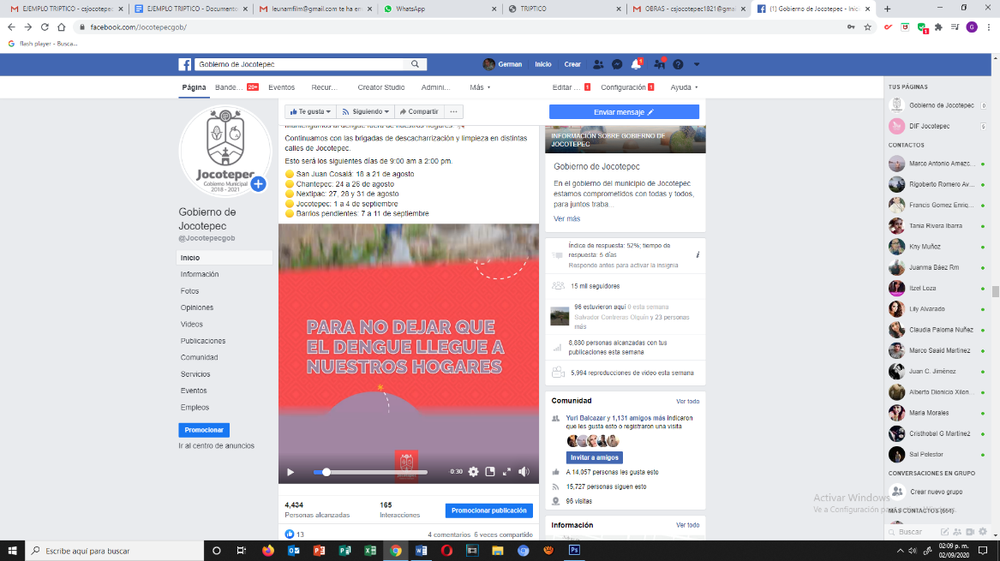 EJEMPLO TRIPTICO - csjocotepec
EJEMPLO TRIPTICO - Documento
leunamfilm@gmail.com te ha en
WhatsApp
TRIPTICO
OBRAS - csjocotepec1821@gma
(1) Gobierno de Jocotepec - Inic
facebook.com/Jocotepecgob/
flash player - Busca...
Gobierno de Jocotepec
German
Inicio
Crear
Página
Bande...
20+
Eventos
Recur...
Creator Studio
Admini...
Más
Editar ...
1
Configuración
1
Ayuda
Te gusta
Siguiendo
Compartir
...
Enviar mensaje
Jocotepec
Gobierno Municipal
2018 - 2021
Gobierno de
Jocotepec
@Jocotepecgob
Inicio
Información
Fotos
Opiniones
Videos
Publicaciones
Comunidad
Servicios
Eventos
Empleos
Promocionar
Ir al centro de anuncios
Mantengamos al dengue fuera de nuestros hogares
Continuamos con las brigadas de descacharrización y limpieza en distintas
calles de Jocotepec.
Esto será los siguientes días de 9:00 am a 2:00 pm.
San Juan Cosalá: 18 a 21 de agosto
Chantepec: 24 a 26 de agosto
Nextipac: 27, 28 y 31 de agosto
Jocotepec: 1 a 4 de septiembre
Barrios pendientes: 7 a 11 de septiembre
PARA NO DEJAR QUE
EL DENGUE LLEGUE A
NUESTROS HOGARES
-0:30
4,434
Personas alcanzadas
165
Interacciones
Promocionar publicación
13
4 comentarios 6 veces compartido
INFORMACIÓN SOBRE GOBIERNO DE
JOCOTEPEC
Gobierno de Jocotepec
En el gobierno del municipio de Jocotepec
estamos comprometidos con todas y todos,
para juntos traba...
Ver más
Índice de respuesta: 52%; tiempo de
respuesta: 5 días
Responde antes para activar la insignia
15 mil seguidores
96 estuvieron aquí 0 esta semana
Salvador Contreras Olguín y 23 personas
más
8,880 personas alcanzadas con tus
publicaciones esta semana
5,994 reproducciones de video esta semana
Comunidad
Ver todo
Yuri Balcazar y 1,131 amigos más indicaron
que les gusta esto o registraron una visita
Invitar a amigos
A 14,057 personas les gusta esto
15,727 personas siguen esto
96 visitas
Información
Ver todo
TUS PÁGINAS
Gobierno de Jocotepec
0
DIF Jocotepec
6
CONTACTOS
Marco Antonio Amezc...
Rigoberto Romero Av...
Francis Gomez Enriq...
Tania Rivera Ibarra
Kny Muñoz
Juanma Báez Rm
Itzel Loza
Lily Alvarado
Claudia Paloma Nuñez
Marco Saaid Martinez
Juan C. Jiménez
Alberto Dionicio Xilon...
Maria Morales
Cristhobal G Martínez
Sal Pelestor
CONVERSACIONES EN GRUPO
Crear nuevo grupo
MÁS CONTACTOS
Buscar
Activar Windows
Ve a Configuración para activar Windows.
Escribe aquí para buscar
02:09 p. m.
02/09/2020